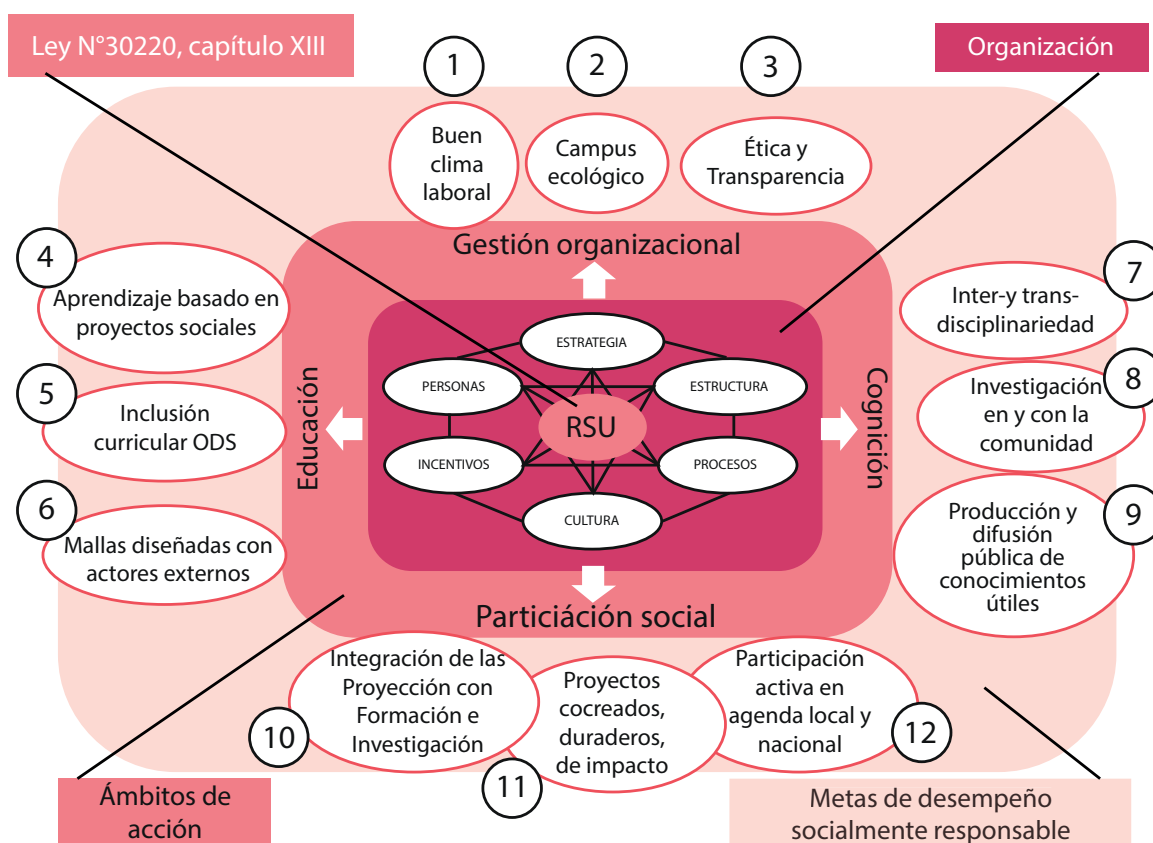 Ley N°30220, capítulo XIII
Organización
1
2
3
Buen
clima
laboral
Campus
ecológico
Ética y
Transparencia
Gestión organizacional
4
Aprendizaje basado en
proyectos sociales
5
Inclusión
curricular ODS
6
Mallas diseñadas con
actores externos
Educación
ESTRATEGIA
PERSONAS
ESTRUCTURA
RSU
INCENTIVOS
PROCESOS
CULTURA
Cognición
7
Inter-y trans-
disciplinariedad
8
Investigación
en y con la
comunidad
9
Producción y
difusión
pública de
conocimientos
útiles
Particiáción social
Integración de las
Proyección con
Formación e
Investigación
10
Proyectos
cocreados,
duraderos,
de impacto
11
Participación
activa en
agenda local y
nacional
12
Ámbitos de
acción
Metas de desempeño
socialmente responsable